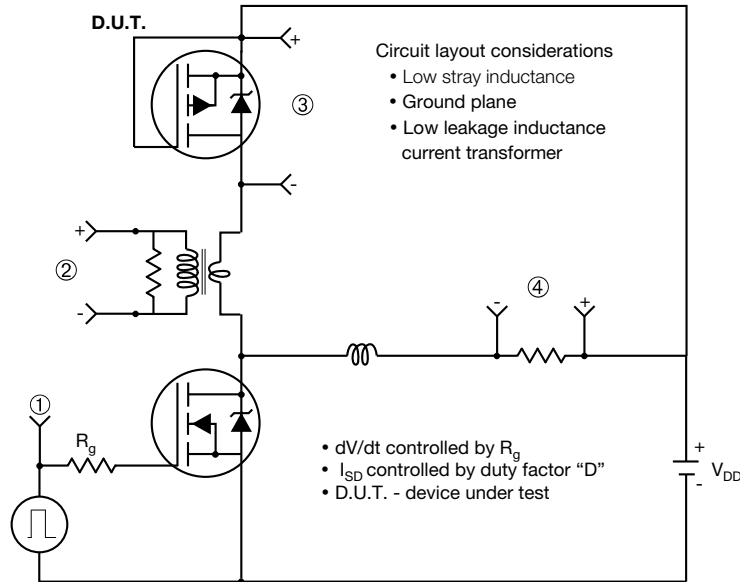 D.U.T.
+
Circuit layout considerations
• Low stray inductance
③
• Ground plane
• Low leakage inductance
current transformer
-
+
②
-
④
-
+
①
R_g
• dV/dt controlled by R_g
• I_SD controlled by duty factor “D”
• D.U.T. - device under test
+
V_DD
-